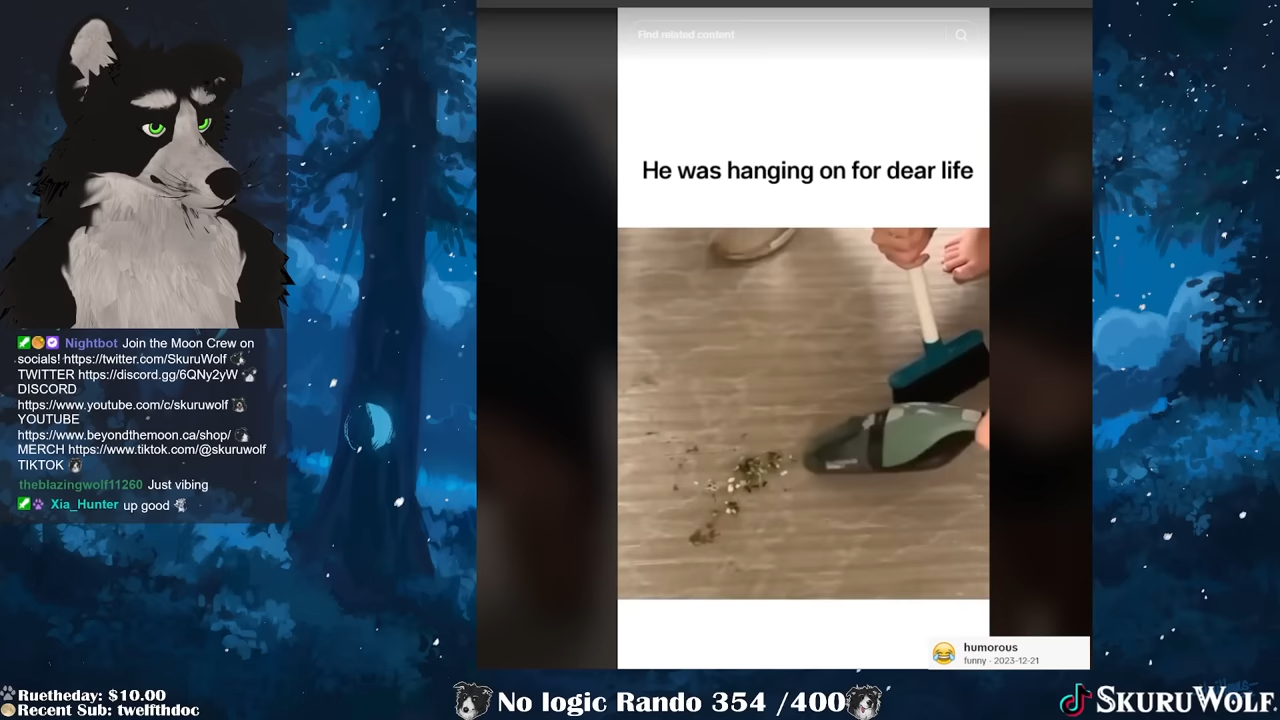 Find related content
He was hanging on for dear life
Nightbot Join the Moon Crew on
socials! https://twitter.com/SkuruWolf
TWITTER https://discord.gg/6QNy2yW
DISCORD
https://www.youtube.com/c/skuruwolf
YOUTUBE
https://www.beyondthemoon.ca/shop/
MERCH https://www.tiktok.com/@skuruwolf
TIKTOK
theblazingwolf11260 Just vibing
Xia_Hunter up good
humorous
funny - 2023-12-21
Ruetheday: $10.00
Recent Sub: twelfthdoc
No logic Rando 354 /400
SKURUWOLF